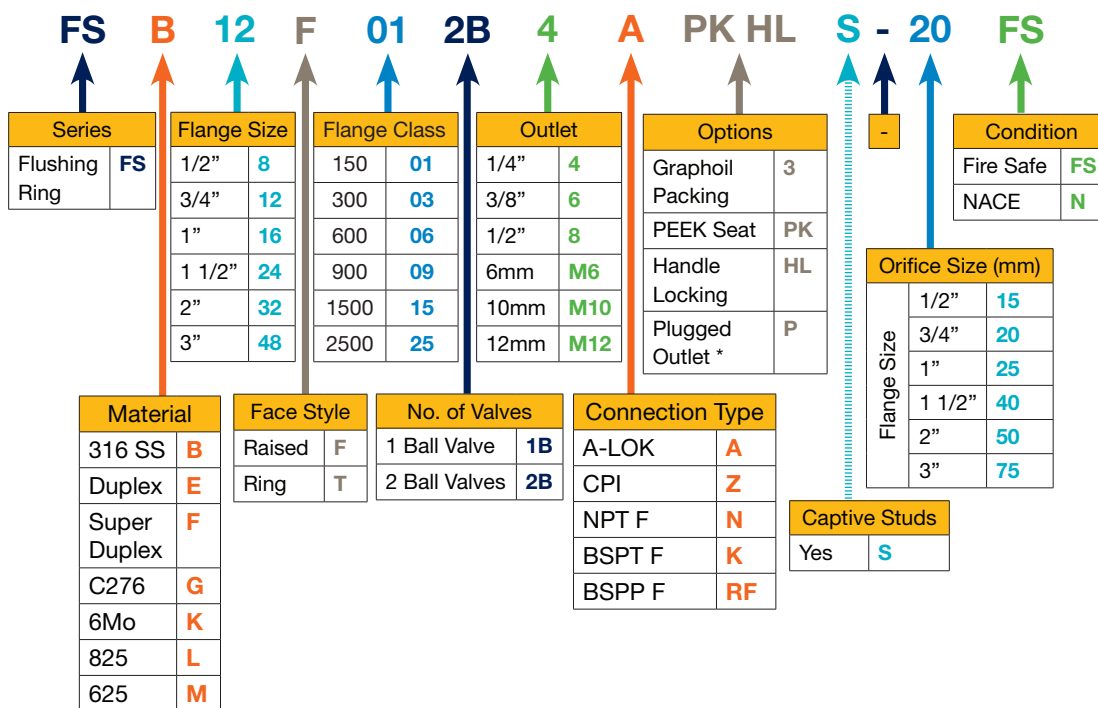 FS B 12 F 01 2B 4 A PK HL S - 20 FS
Series
Flushing Ring FS
Flange Size
1/2” 8
3/4” 12
1” 16
1 1/2” 24
2” 32
3” 48
Flange Class
150 01
300 03
600 06
900 09
1500 15
2500 25
Outlet
1/4” 4
3/8” 6
1/2” 8
6mm M6
10mm M10
12mm M12
Options
Graphoil Packing 3
PEEK Seat PK
Handle Locking HL
Plugged Outlet * P
-
Condition
Fire Safe FS
NACE N
Orifice Size (mm)
Flange Size
1/2” 15
3/4” 20
1” 25
1 1/2” 40
2” 50
3” 75
Material
316 SS B
Duplex E
Super Duplex F
C276 G
6Mo K
825 L
625 M
Face Style
Raised F
Ring T
No. of Valves
1 Ball Valve 1B
2 Ball Valves 2B
Connection Type
A-LOK A
CPI Z
NPT F N
BSPT F K
BSPP F RF
Captive Studs
Yes S